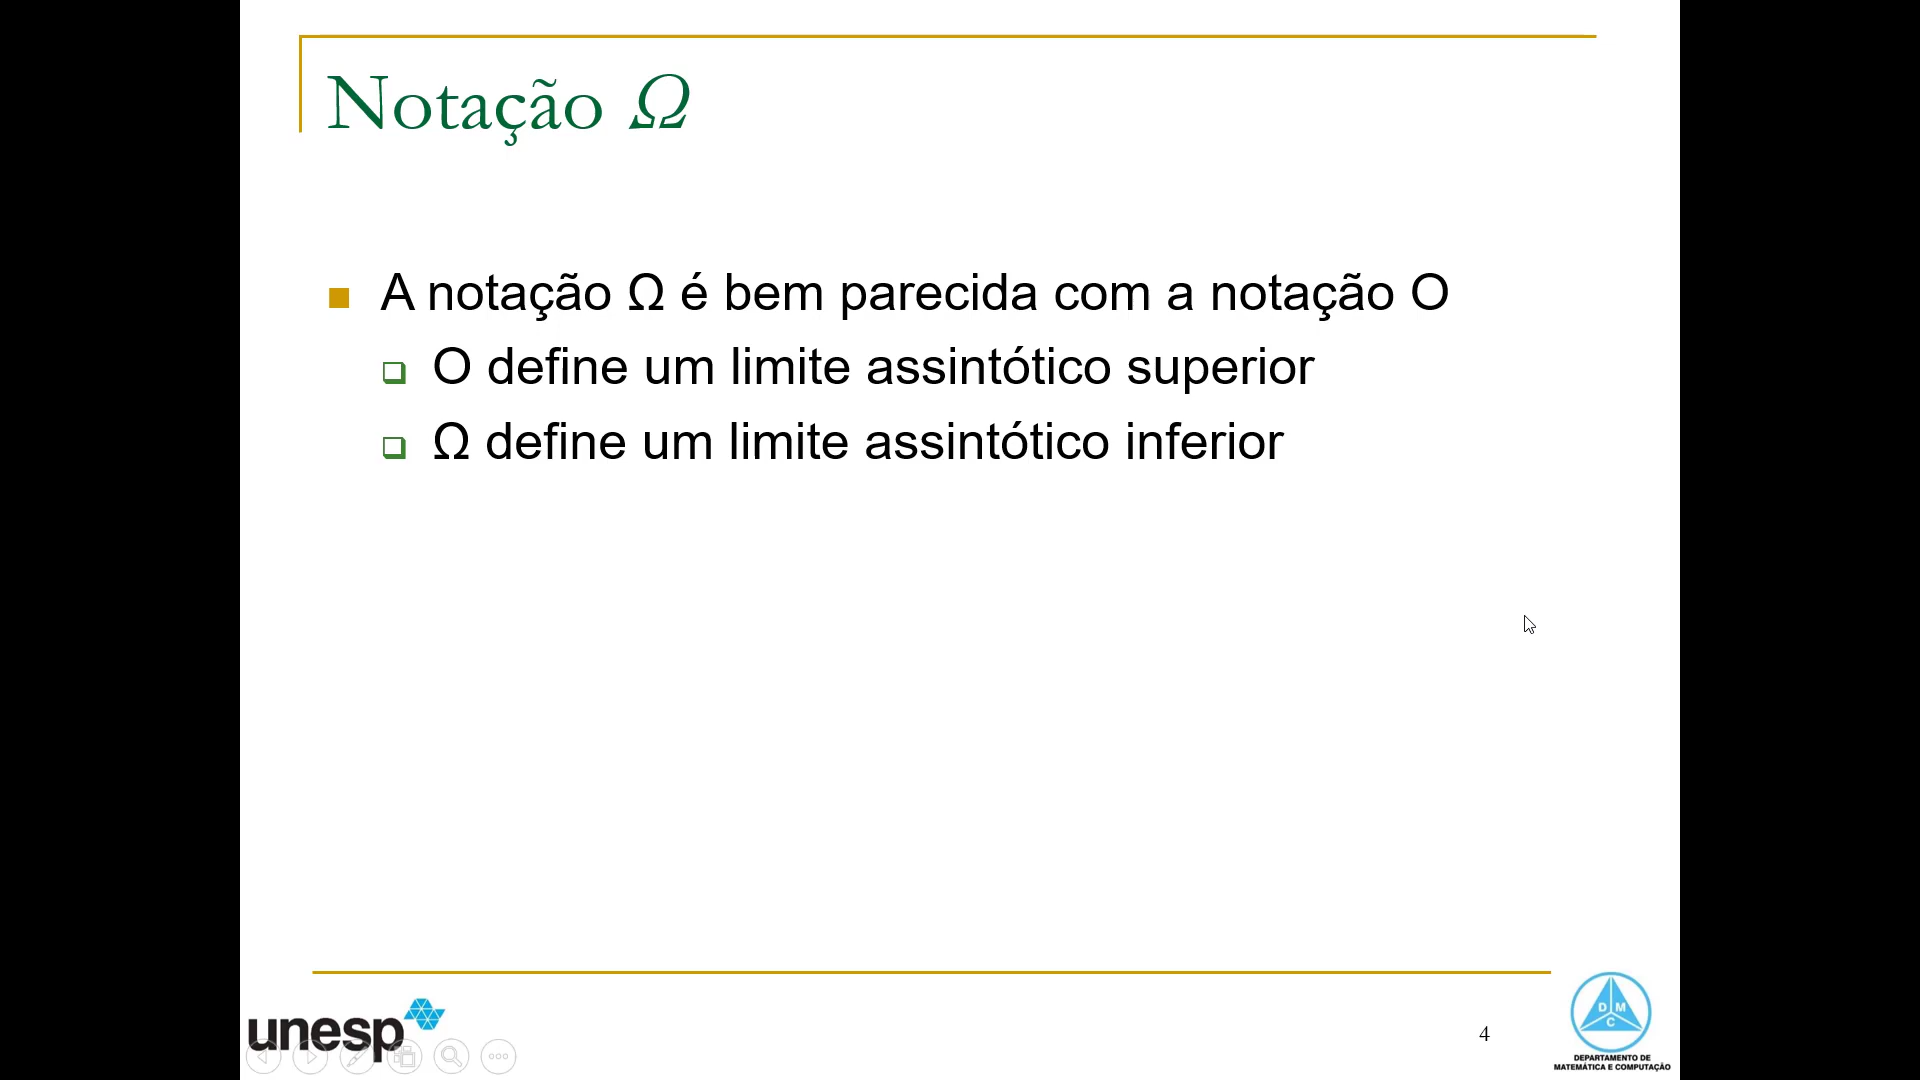 Notação Ω
A notação Ω é bem parecida com a notação O
O define um limite assintótico superior
Ω define um limite assintótico inferior
unesp
4
D M
C
DEPARTAMENTO DE
MATEMÁTICA E COMPUTAÇÃO